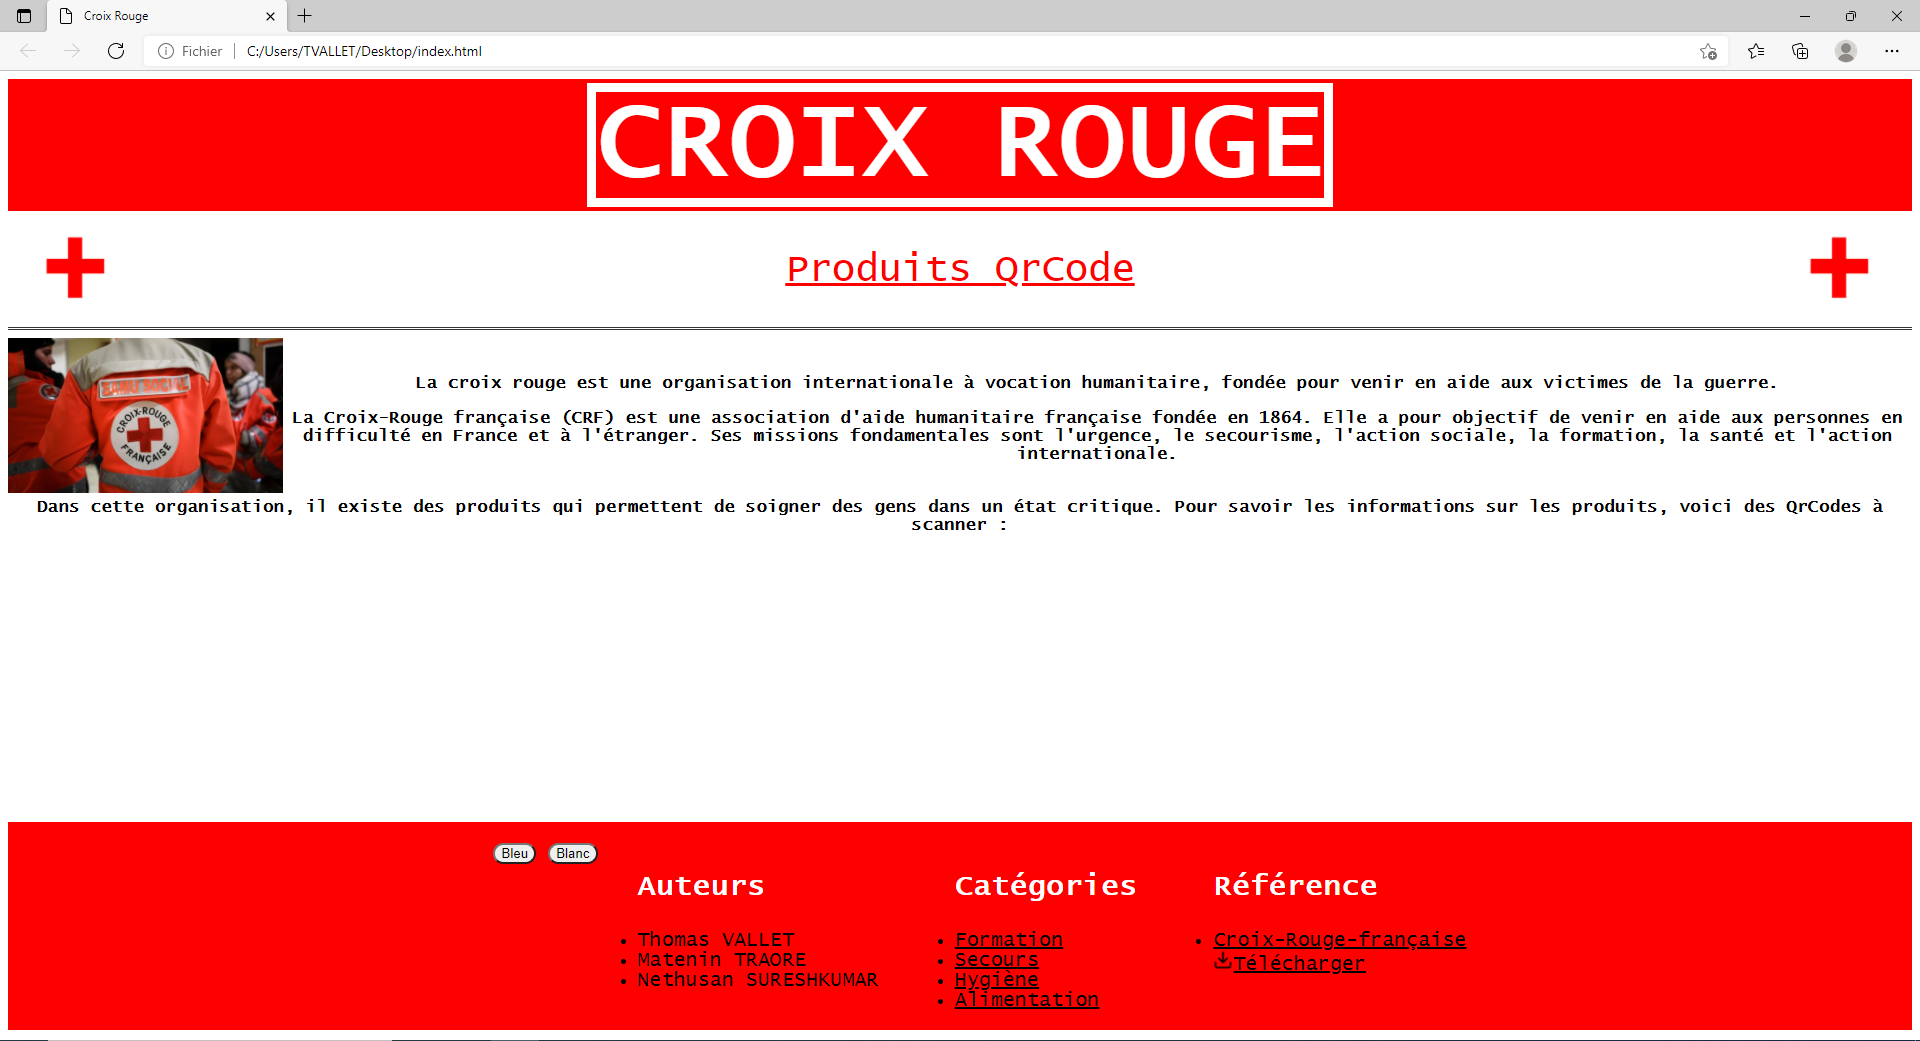 Croix Rouge
Fichier
C:/Users/TVALLET/Desktop/index.html
CROIX ROUGE
Produits QrCode
SAMU SOCIAL
CROIX-ROUGE
FRANÇAISE
La croix rouge est une organisation internationale à vocation humanitaire, fondée pour venir en aide aux victimes de la guerre.
La Croix-Rouge française (CRF) est une association d'aide humanitaire française fondée en 1864. Elle a pour objectif de venir en aide aux personnes en
difficulté en France et à l'étranger. Ses missions fondamentales sont l'urgence, le secourisme, l'action sociale, la formation, la santé et l'action
internationale.
Dans cette organisation, il existe des produits qui permettent de soigner des gens dans un état critique. Pour savoir les informations sur les produits, voici des QrCodes à
scanner :
Bleu Blanc
Auteurs
Thomas VALLET
Matenin TRAORE
Nethusan SURESHKUMAR
Catégories
Formation
Secours
Hygiène
Alimentation
Référence
Croix-Rouge-française
Télécharger